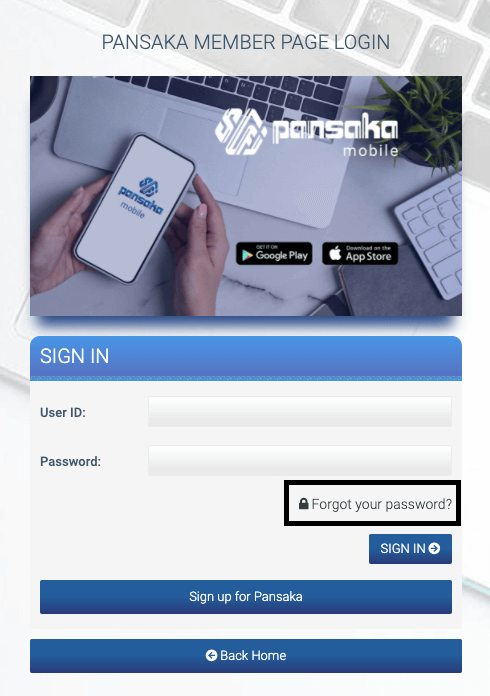 PANSAKA MEMBER PAGE LOGIN
pansaka
mobile
pansaka
mobile
GET IT ON
Google Play
Download on the
App Store
SIGN IN
User ID:
Password:
Forgot your password?
SIGN IN
Sign up for Pansaka
Back Home